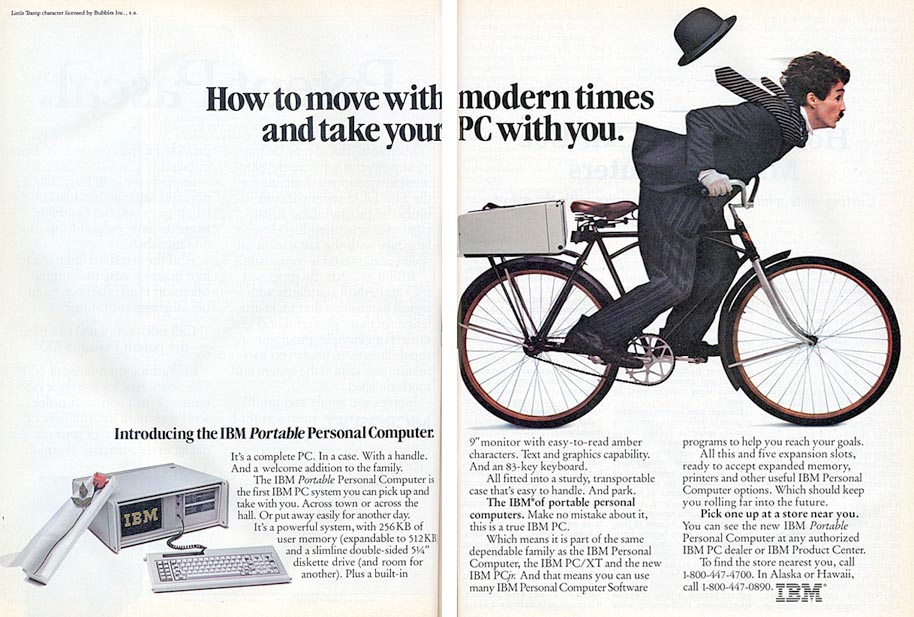 Little Tramp character licensed by Bubbles Inc., s.a.
How to move with modern times
and take your PC with you.
Introducing the IBM Portable Personal Computer.
It's a complete PC. In a case. With a handle.
And a welcome addition to the family.
The IBM Portable Personal Computer is
the first IBM PC system you can pick up and
take with you. Across town or across the
hall. Or put away easily for another day.
It's a powerful system, with 256KB of
user memory (expandable to 512KB
and a slimline double-sided 5¼"
diskette drive (and room for
another). Plus a built-in
IBM
9" monitor with easy-to-read amber
characters. Text and graphics capability.
And an 83-key keyboard.
All fitted into a sturdy, transportable
case that's easy to handle. And park.
The IBM® of portable personal
computers. Make no mistake about it,
this is a true IBM PC.
Which means it is part of the same
dependable family as the IBM Personal
Computer, the IBM PC/XT and the new
IBM PCjr. And that means you can use
many IBM Personal Computer Software
programs to help you reach your goals.
All this and five expansion slots,
ready to accept expanded memory,
printers and other useful IBM Personal
Computer options. Which should keep
you rolling far into the future.
Pick one up at a store near you.
You can see the new IBM Portable
Personal Computer at any authorized
IBM PC dealer or IBM Product Center.
To find the store nearest you, call
1-800-447-4700. In Alaska or Hawaii,
call 1-800-447-0890.
IBM